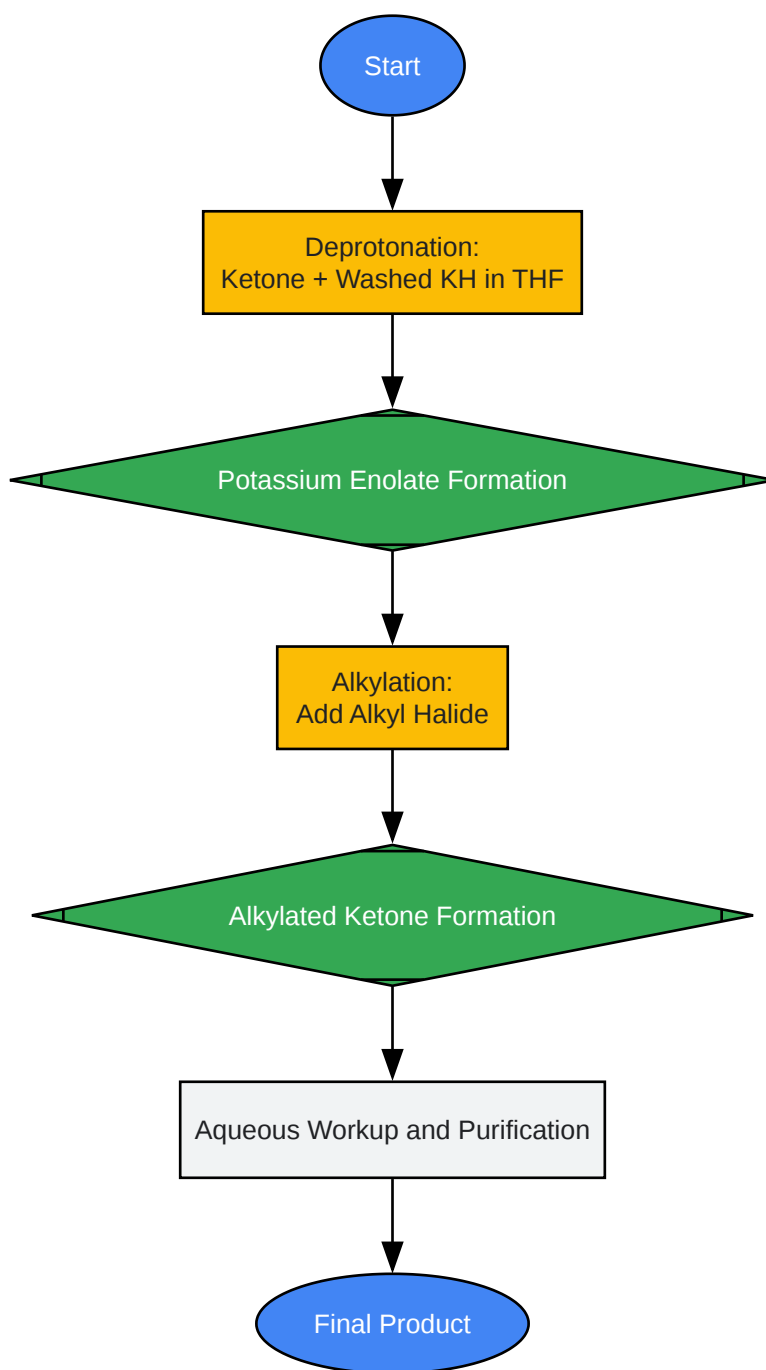 Start
Deprotonation:
Ketone + Washed KH in THF
Potassium Enolate Formation
Alkylation:
Add Alkyl Halide
Alkylated Ketone Formation
Aqueous Workup and Purification
Final Product